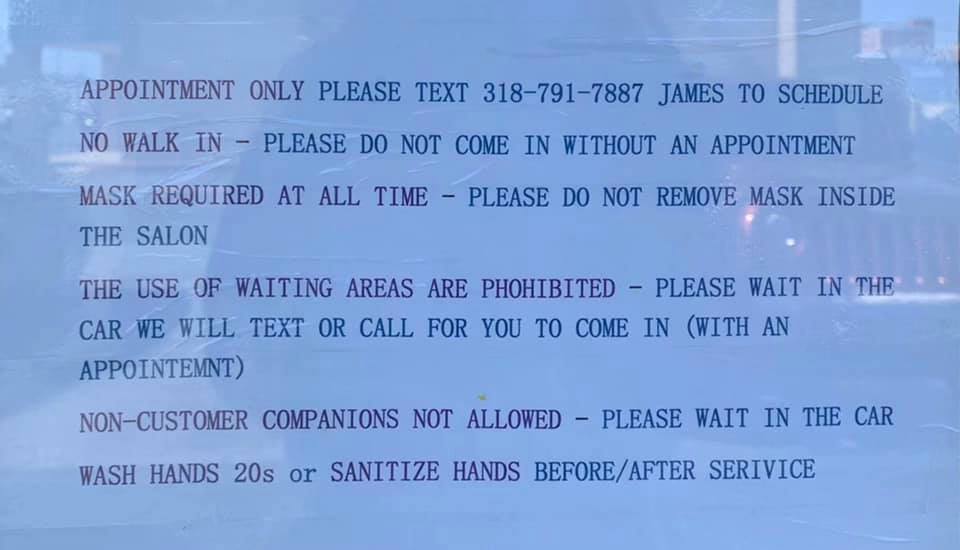 APPOINTMENT ONLY PLEASE TEXT 318-791-7887 JAMES TO SCHEDULE
NO WALK IN - PLEASE DO NOT COME IN WITHOUT AN APPOINTMENT
MASK REQUIRED AT ALL TIME - PLEASE DO NOT REMOVE MASK INSIDE
THE SALON
THE USE OF WAITING AREAS ARE PHOHIBITED - PLEASE WAIT IN THE
CAR WE WILL TEXT OR CALL FOR YOU TO COME IN (WITH AN
APPOINTEMNT)
NON-CUSTOMER COMPANIONS NOT ALLOWED - PLEASE WAIT IN THE CAR
WASH HANDS 20s or SANITIZE HANDS BEFORE/AFTER SERIVICE